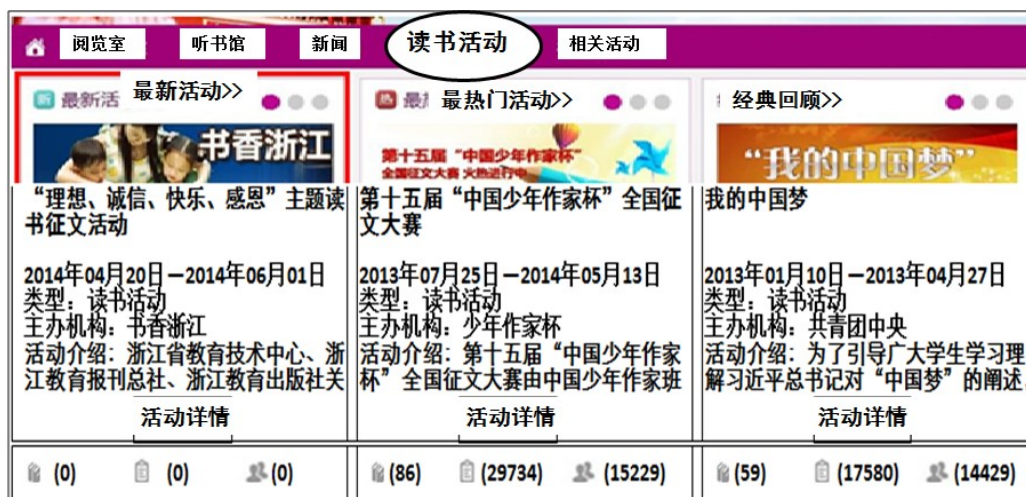 阅览室
听书馆
新闻
读书活动
相关活动
新
最新活
最新活动>>
热
最热门活动>>
经典回顾>>
书香浙江
第十五届“中国少年作家杯”
全国征文大赛 火热进行中
“我的中国梦”
“理想、诚信、快乐、感恩”主题读
书征文活动
2014年04月20日－2014年06月01日
类型：读书活动
主办机构：书香浙江
活动介绍：浙江省教育技术中心、浙
江教育报刊总社、浙江教育出版社关
活动详情
(0)
(0)
(0)
第十五届“中国少年作家杯”全国征
文大赛
2013年07月25日－2014年05月13日
类型：读书活动
主办机构：少年作家杯
活动介绍：第十五届“中国少年作家
杯”全国征文大赛由中国少年作家班
活动详情
(86)
(29734)
(15229)
我的中国梦
2013年01月10日－2013年04月27日
类型：读书活动
主办机构：共青团中央
活动介绍：为了引导广大学生学习理
解习近平总书记对“中国梦”的阐述，
活动详情
(59)
(17580)
(14429)